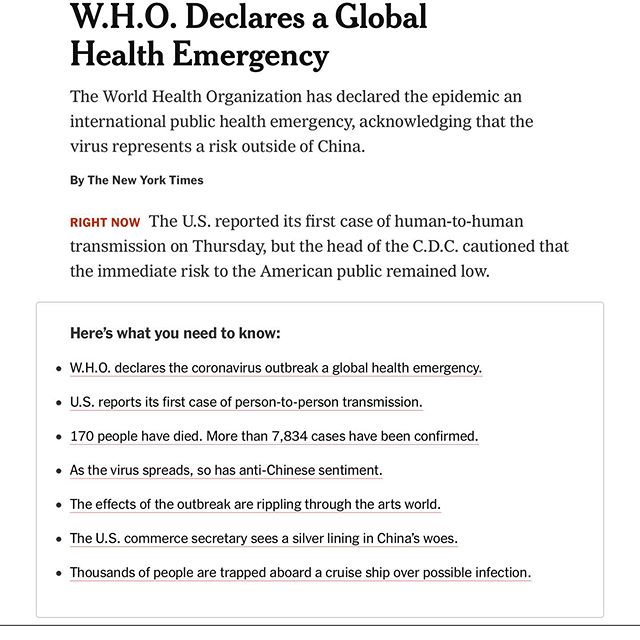 W.H.O. Declares a Global
Health Emergency
The World Health Organization has declared the epidemic an
international public health emergency, acknowledging that the
virus represents a risk outside of China.
By The New York Times
RIGHT NOW The U.S. reported its first case of human-to-human
transmission on Thursday, but the head of the C.D.C. cautioned that
the immediate risk to the American public remained low.
Here’s what you need to know:
• W.H.O. declares the coronavirus outbreak a global health emergency.
• U.S. reports its first case of person-to-person transmission.
• 170 people have died. More than 7,834 cases have been confirmed.
• As the virus spreads, so has anti-Chinese sentiment.
• The effects of the outbreak are rippling through the arts world.
• The U.S. commerce secretary sees a silver lining in China’s woes.
• Thousands of people are trapped aboard a cruise ship over possible infection.